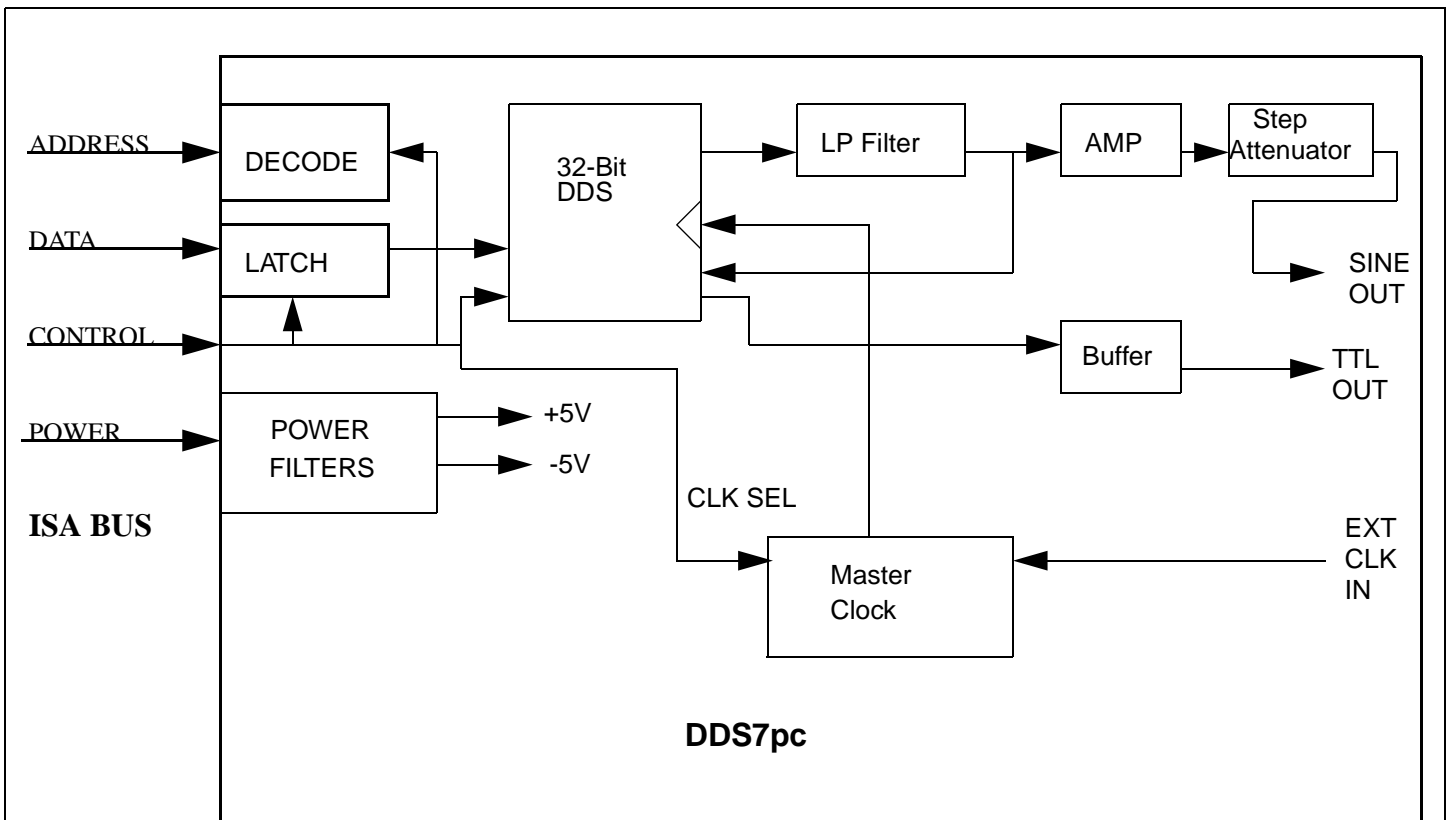 ADDRESS
DECODE
DATA
LATCH
CONTROL
POWER
POWER
FILTERS
+5V
-5V
ISA BUS
32-Bit
DDS
LP Filter
AMP
Step
Attenuator
SINE
OUT
Buffer
TTL
OUT
CLK SEL
Master
Clock
EXT
CLK
IN
DDS7pc